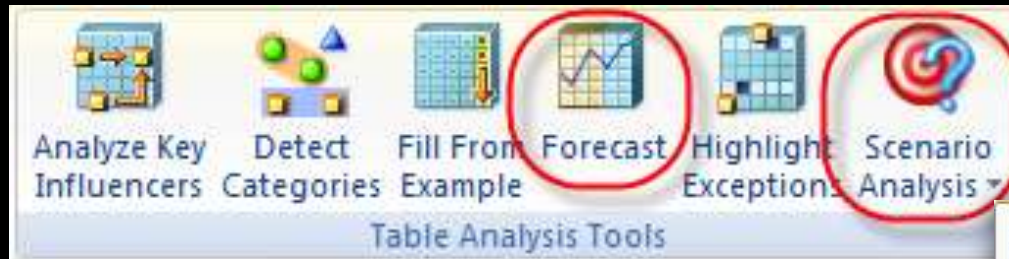 Analyze Key Detect Fill From Forecast Highlight Scenario
Influencers Categories Example Exceptions Analysis
Table Analysis Tools